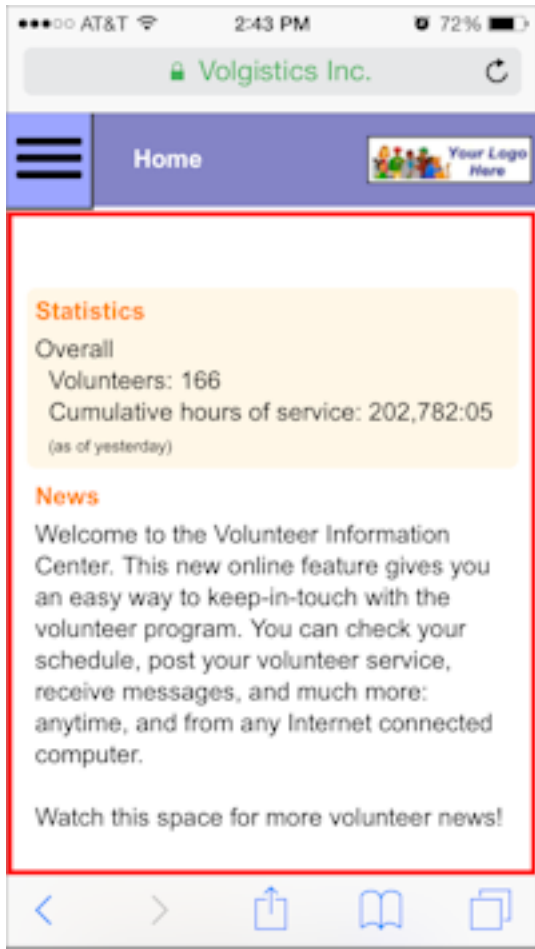 AT&T 2:43 PM 72%
Volgistics Inc.
Home
Your Logo
Here
Statistics
Overall
Volunteers: 166
Cumulative hours of service: 202,782:05
(as of yesterday)
News
Welcome to the Volunteer Information
Center. This new online feature gives you
an easy way to keep-in-touch with the
volunteer program. You can check your
schedule, post your volunteer service,
receive messages, and much more:
anytime, and from any Internet connected
computer.
Watch this space for more volunteer news!